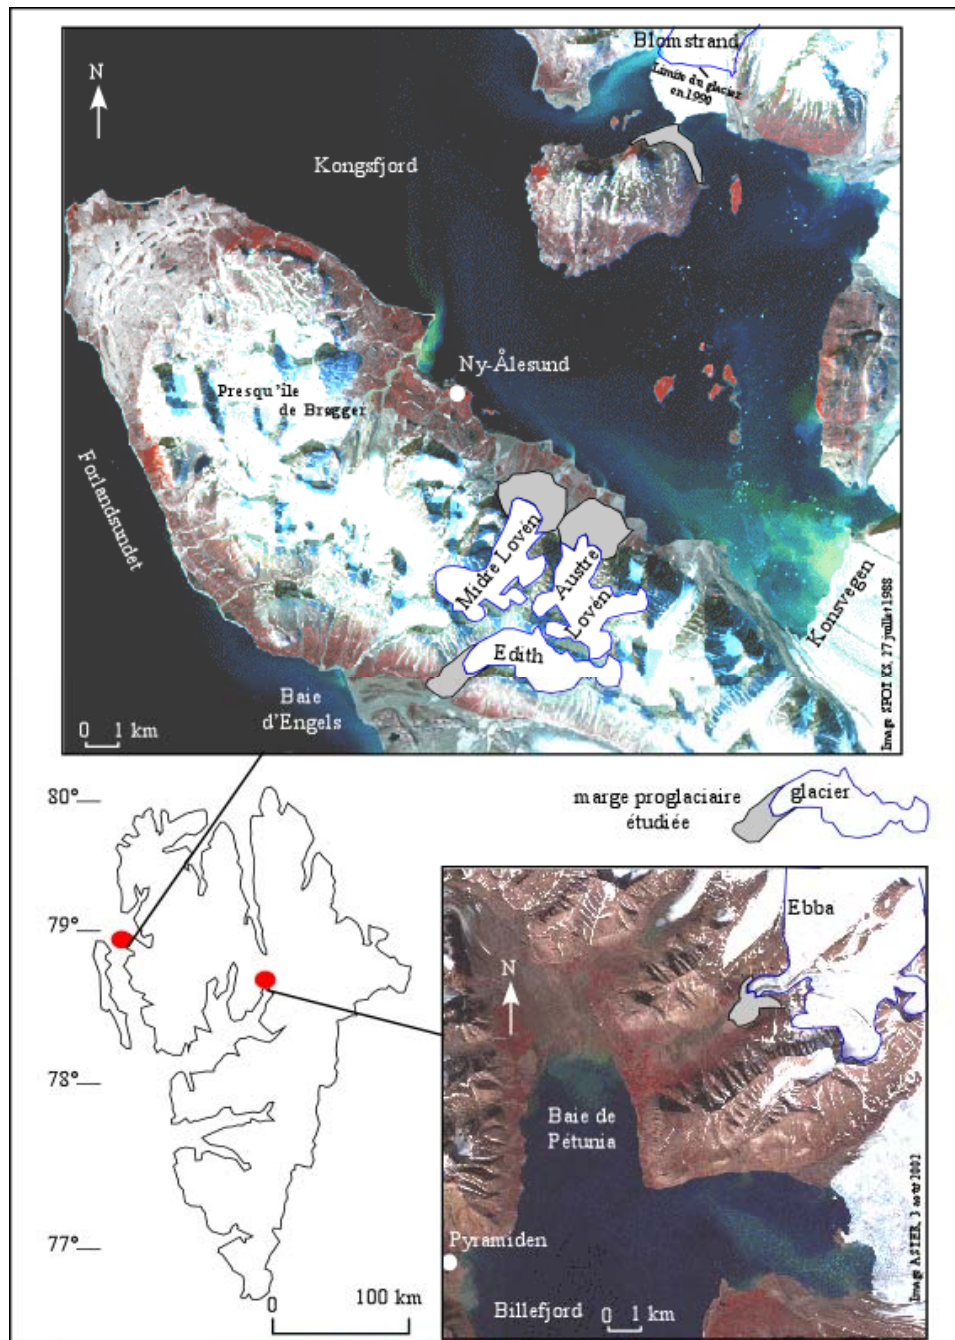 Blomstrand
Limite du glacier
en 1990
N
Kongsfjord
Ny-Ålesund
Presqu'île
de Brøgger
Forlandsundet
Midre Lovén
Austre
Lovén
Edith
Konsvegen
Baie
d'Engels
0 1 km
Image SPOT XS, 27 juillet 1988
marge proglaciaire
étudiée
glacier
80°
79°
78°
77°
0
100 km
Ebba
N
Baie de
Pétunia
Pyramiden
Billefjord
0 1 km
Image ASTER, 3 août 2002